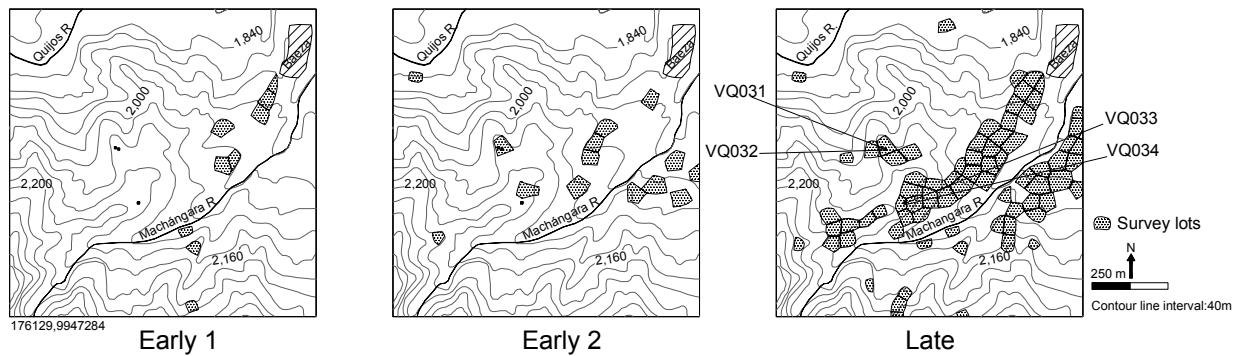 Quijos R.
1,840
Baeza
2,000
2,200
Machángara R.
2,160
176129,9947284
Early 1
Quijos R.
1,840
Baeza
2,000
2,200
Machángara R.
2,160
Early 2
Quijos R.
1,840
Baeza
2,000
2,200
Machángara R.
2,160
Late
VQ031
VQ032
VQ033
VQ034
Survey lots
N
250 m
Contour line interval:40m